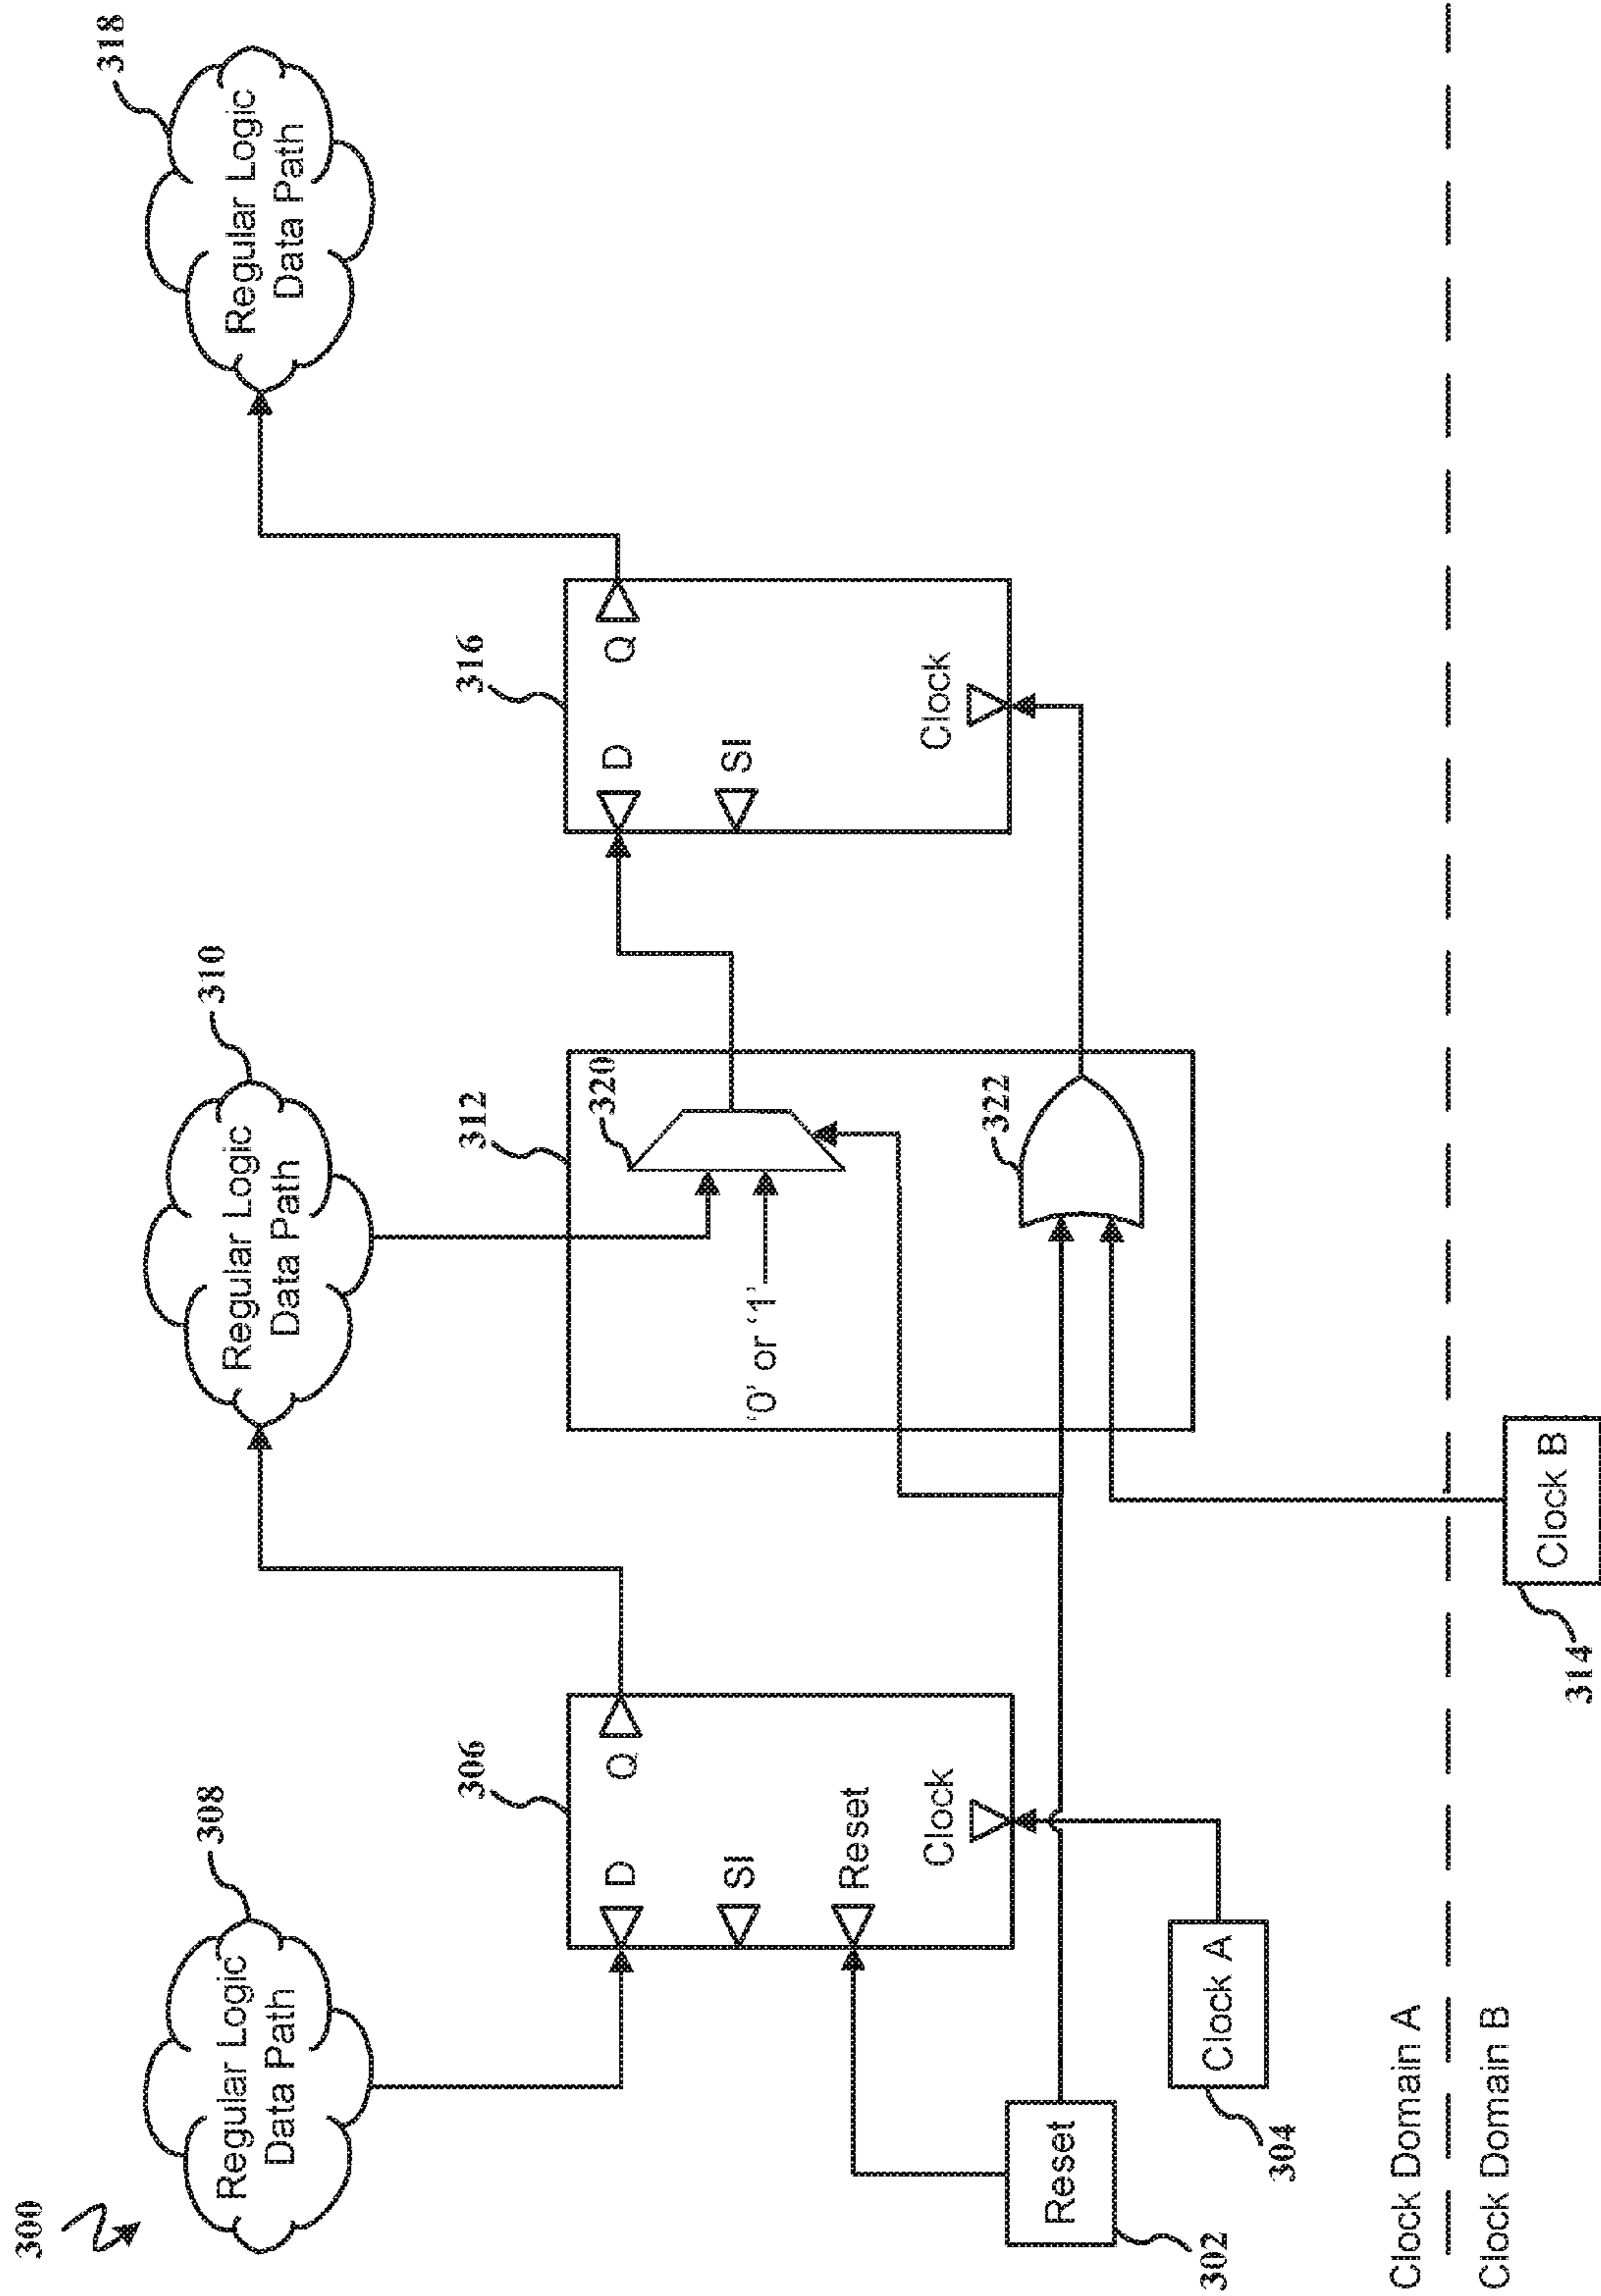 300
308
Regular Logic
Data Path
310
Regular Logic
Data Path
318
Regular Logic
Data Path
306
D
Q
SI
Reset
Clock
312
320
'0' or '1'
322
316
D
Q
SI
Clock
Reset
302
Clock A
304
Clock Domain A
Clock Domain B
Clock B
314